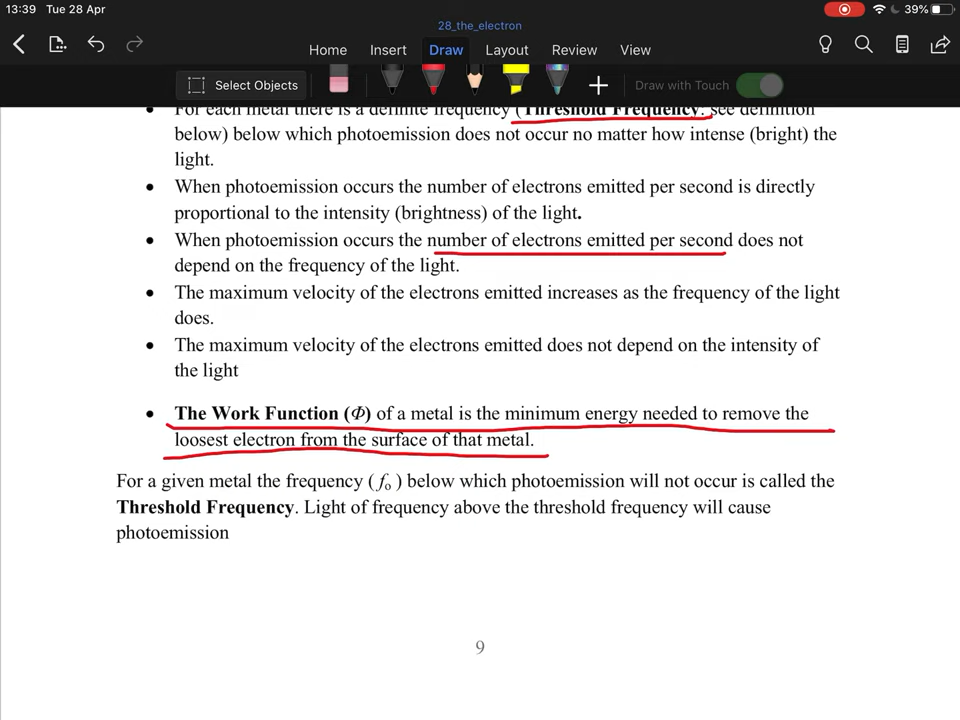 13:39 Tue 28 Apr
39%
28_the_electron
Home Insert Draw Layout Review View
Select Objects
Draw with Touch
• For each metal there is a definite frequency (Threshold Frequency: see definition
below) below which photoemission does not occur no matter how intense (bright) the
light.
• When photoemission occurs the number of electrons emitted per second is directly
proportional to the intensity (brightness) of the light.
• When photoemission occurs the number of electrons emitted per second does not
depend on the frequency of the light.
• The maximum velocity of the electrons emitted increases as the frequency of the light
does.
• The maximum velocity of the electrons emitted does not depend on the intensity of
the light
• The Work Function (Φ) of a metal is the minimum energy needed to remove the
loosest electron from the surface of that metal.
For a given metal the frequency (fₒ) below which photoemission will not occur is called the
Threshold Frequency. Light of frequency above the threshold frequency will cause
photoemission
9